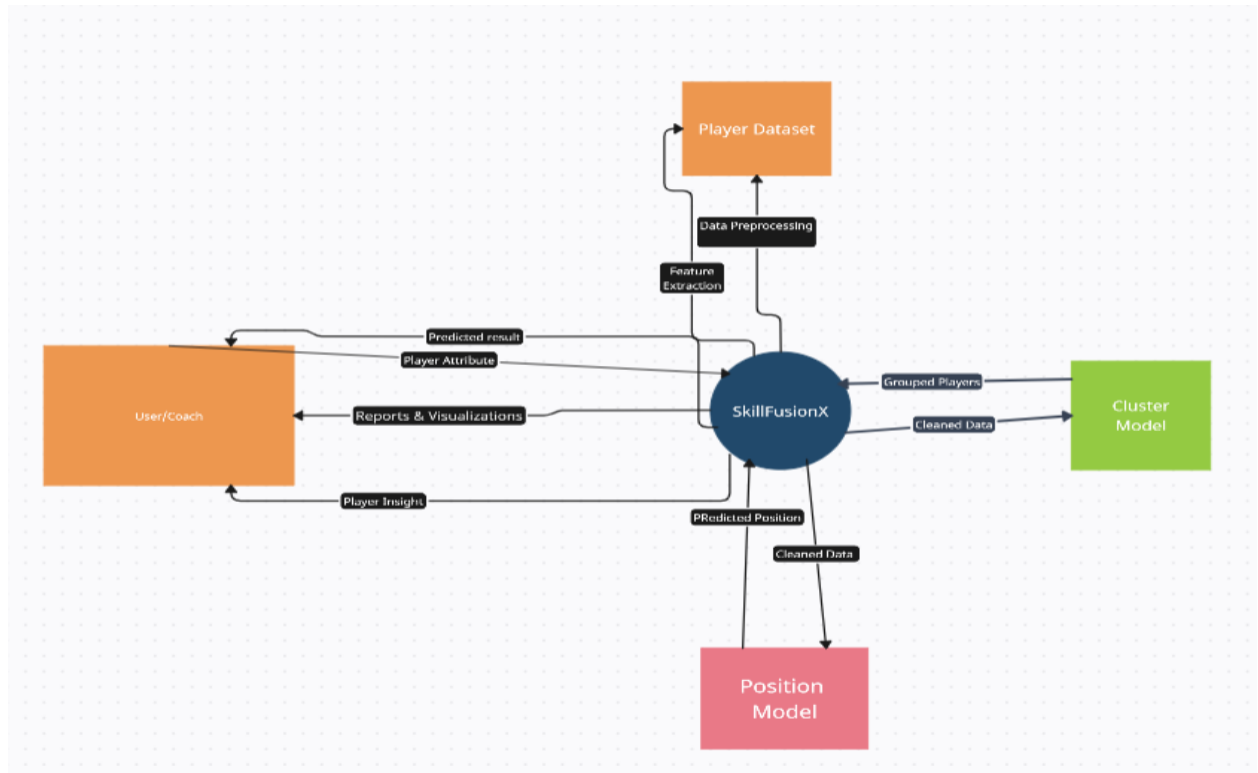 Player Dataset
Data Preprocessing
Feature
Extraction
Predicted result
Player Attribute
User/Coach
Reports & Visualizations
SkillFusionX
Grouped Players
Cleaned Data
Cluster
Model
Player Insight
PRedicted Position
Cleaned Data
Position
Model